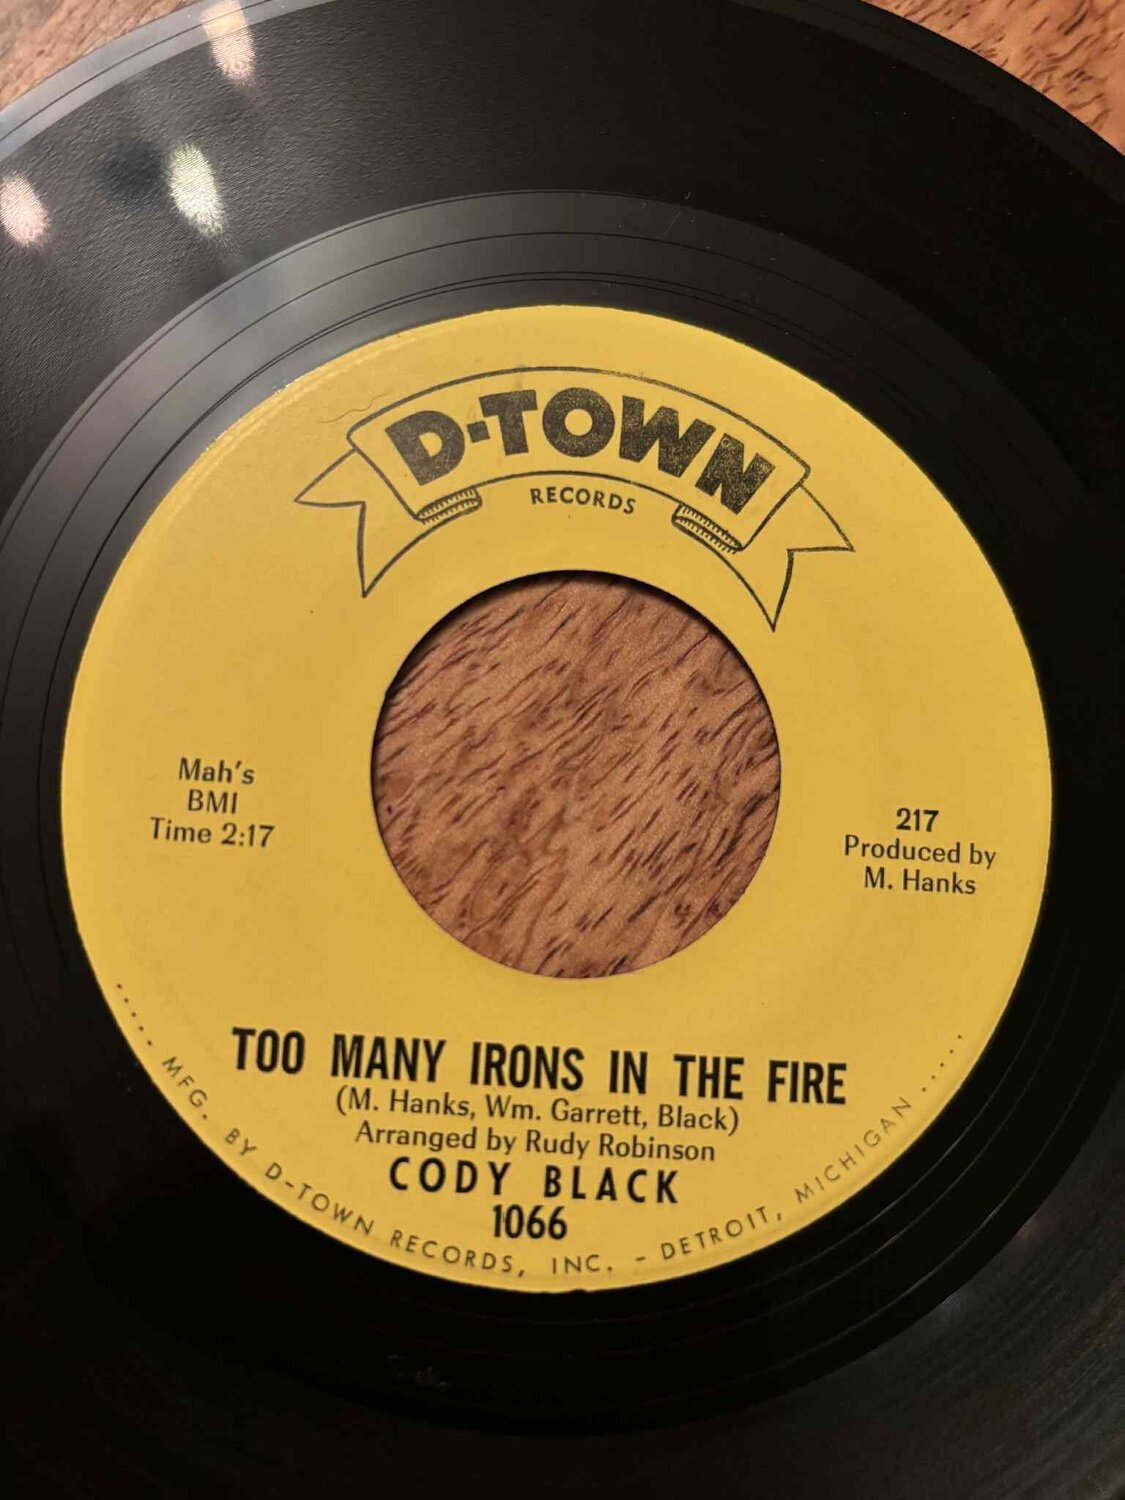 D-TOWN
RECORDS
Mah's
BMI
Time 2:17
217
Produced by
M. Hanks
TOO MANY IRONS IN THE FIRE
(M. Hanks, Wm. Garrett, Black)
Arranged by Rudy Robinson
CODY BLACK
1066
..... MFG. BY D-TOWN RECORDS, INC. - DETROIT, MICHIGAN .....